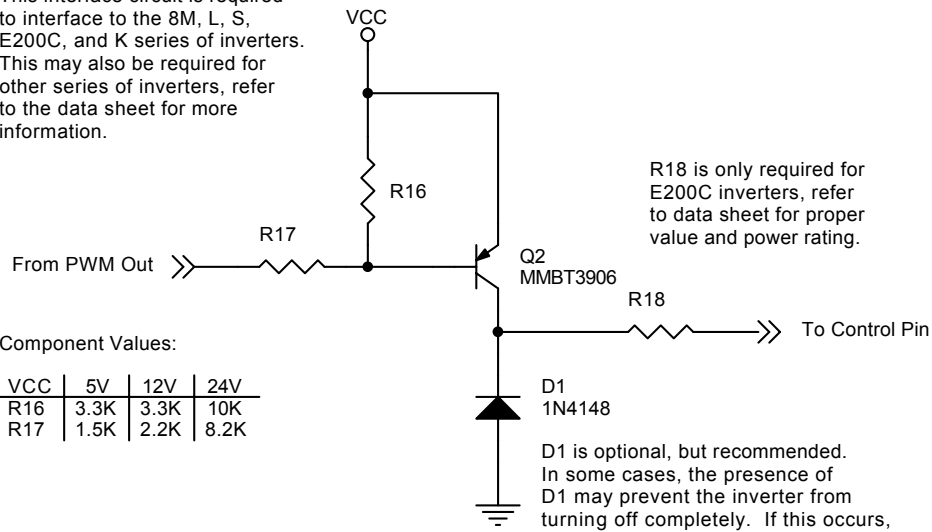 This interface circuit is required
to interface to the 8M, L, S,
E200C, and K series of inverters.
This may also be required for
other series of inverters, refer
to the data sheet for more
information.
VCC
R16
R18 is only required for
E200C inverters, refer
to data sheet for proper
value and power rating.
R17
From PWM Out
Q2
MMBT3906
R18
To Control Pin
Component Values:
VCC 5V 12V 24V
R16 3.3K 3.3K 10K
R17 1.5K 2.2K 8.2K
D1
1N4148
D1 is optional, but recommended.
In some cases, the presence of
D1 may prevent the inverter from
turning off completely. If this occurs,